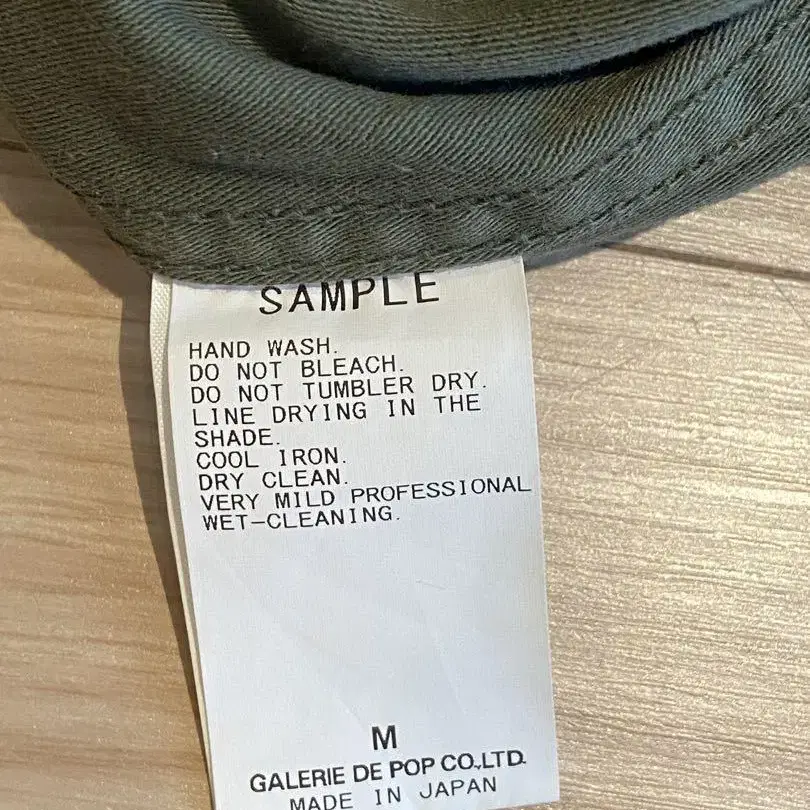 SAMPLE
HAND WASH.
DO NOT BLEACH.
DO NOT TUMBLER DRY.
LINE DRYING IN THE
SHADE.
COOL IRON.
DRY CLEAN.
VERY MILD PROFESSIONAL
WET-CLEANING.
M
GALERIE DE POP CO.,LTD.
MADE IN JAPAN